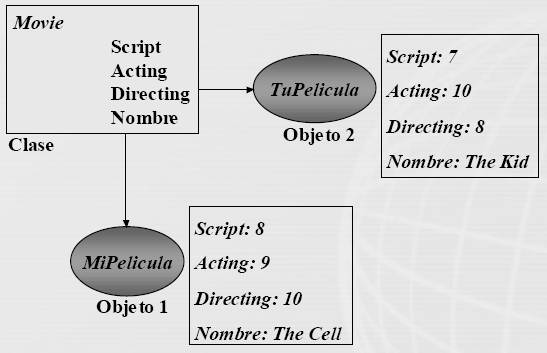 Movie
Script
Acting
Directing
Nombre
Clase
TuPelicula
Objeto 2
Script: 7
Acting: 10
Directing: 8
Nombre: The Kid
MiPelicula
Objeto 1
Script: 8
Acting: 9
Directing: 10
Nombre: The Cell